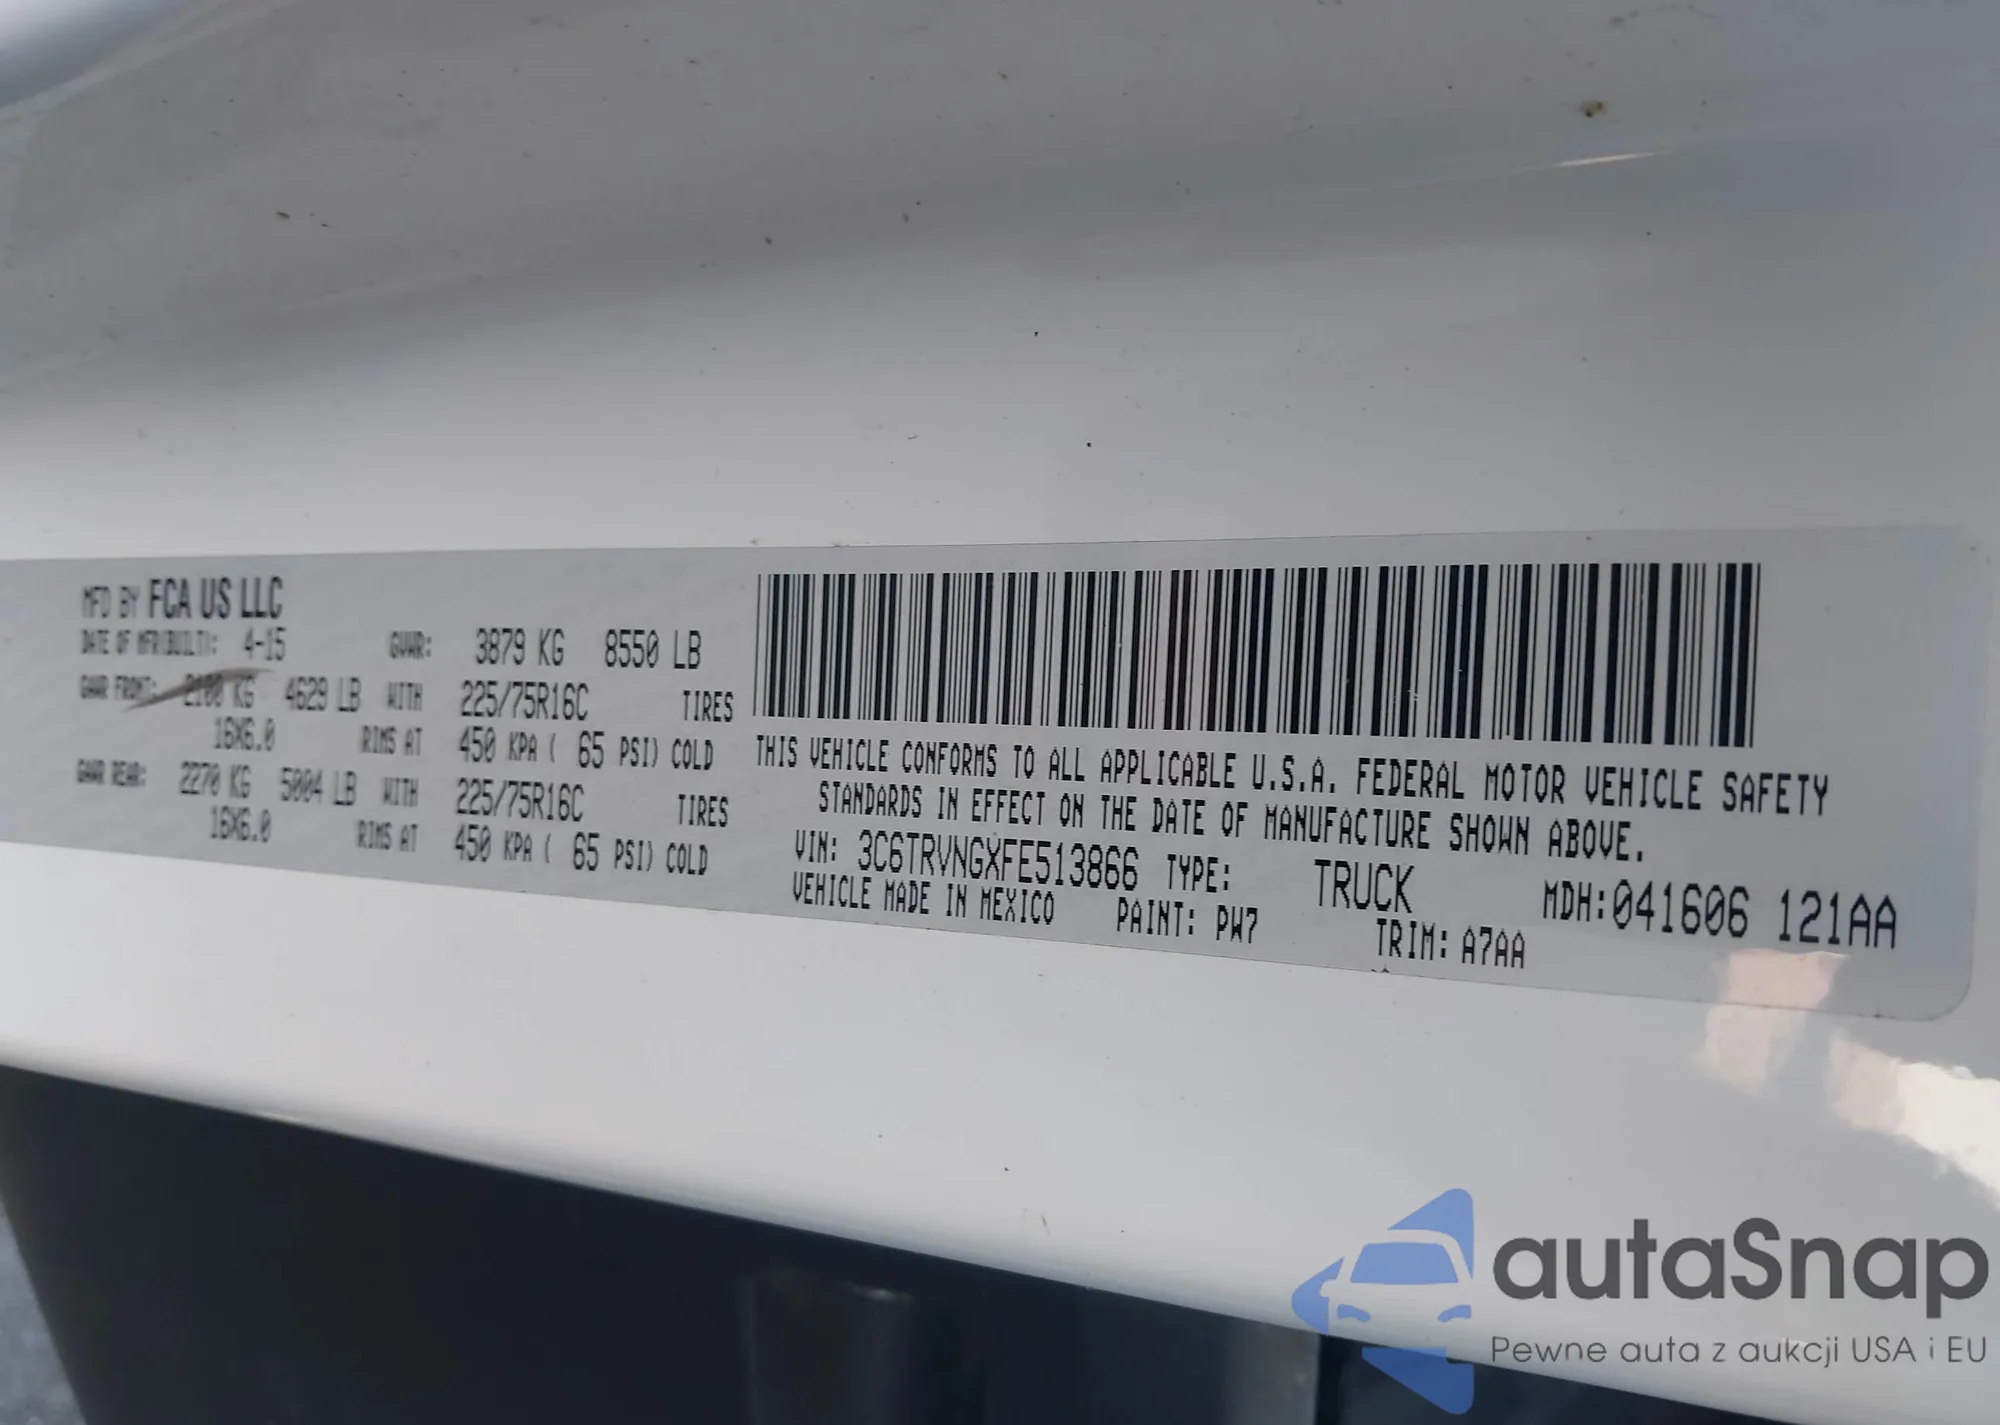 MFD BY FCA US LLC
DATE OF MFR(BUILT): 4-15 GVWR: 3879 KG 8550 LB
GAWR FRONT: 2100 KG 4629 LB WITH 225/75R16C TIRES
16X6.0 RIMS AT 450 KPA ( 65 PSI) COLD
GAWR REAR: 2270 KG 5004 LB WITH 225/75R16C TIRES
16X6.0 RIMS AT 450 KPA ( 65 PSI) COLD
THIS VEHICLE CONFORMS TO ALL APPLICABLE U.S.A. FEDERAL MOTOR VEHICLE SAFETY
STANDARDS IN EFFECT ON THE DATE OF MANUFACTURE SHOWN ABOVE.
VIN: 3C6TRVNGXFE513866 TYPE: TRUCK MDH:041606 121AA
VEHICLE MADE IN MEXICO PAINT: PW7 TRIM: A7AA
autaSnap
Pewne auta z aukcji USA i EU